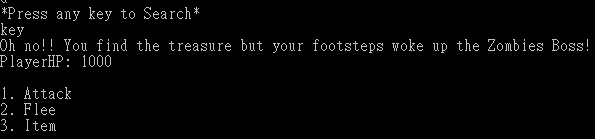 *Press any key to Search*
key
Oh no!! You find the treasure but your footsteps woke up the Zombies Boss!
PlayerHP: 1000
1. Attack
2. Flee
3. Item